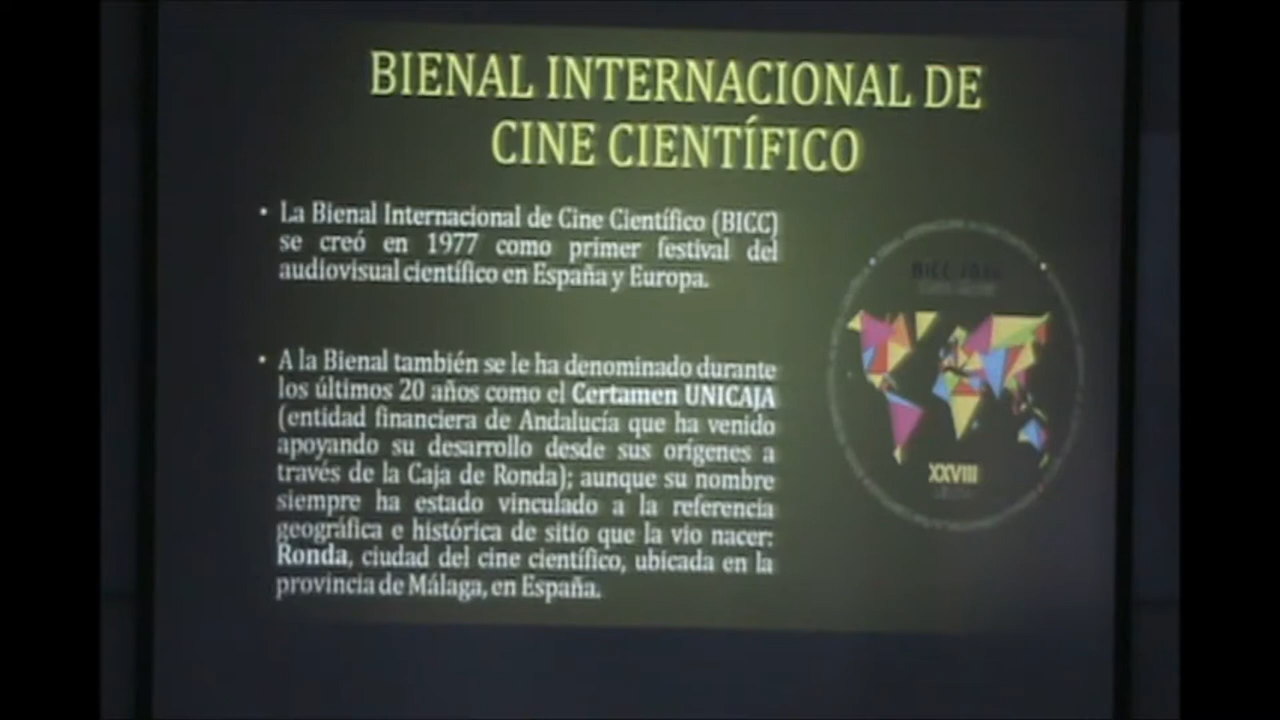 BIENAL INTERNACIONAL DE
CINE CIENTÍFICO
• La Bienal Internacional de Cine Científico (BICC)
se creó en 1977 como primer festival del
audiovisual científico en España y Europa.
• A la Bienal también se le ha denominado durante
los últimos 20 años como el Certamen UNICAJA
(entidad financiera de Andalucía que ha venido
apoyando su desarrollo desde sus orígenes a
través de la Caja de Ronda); aunque su nombre
siempre ha estado vinculado a la referencia
geográfica e histórica de sitio que la vio nacer:
Ronda, ciudad del cine científico, ubicada en la
provincia de Málaga, en España.
BICC
XXVIII